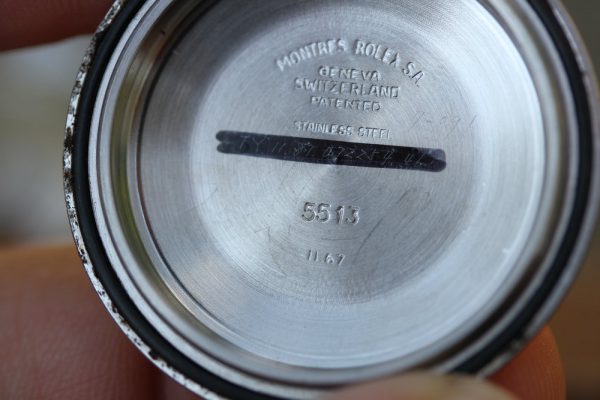 MONTRES ROLEX S.A.
GENEVA
SWITZERLAND
PATENTED
STAINLESS STEEL
5513
II 67